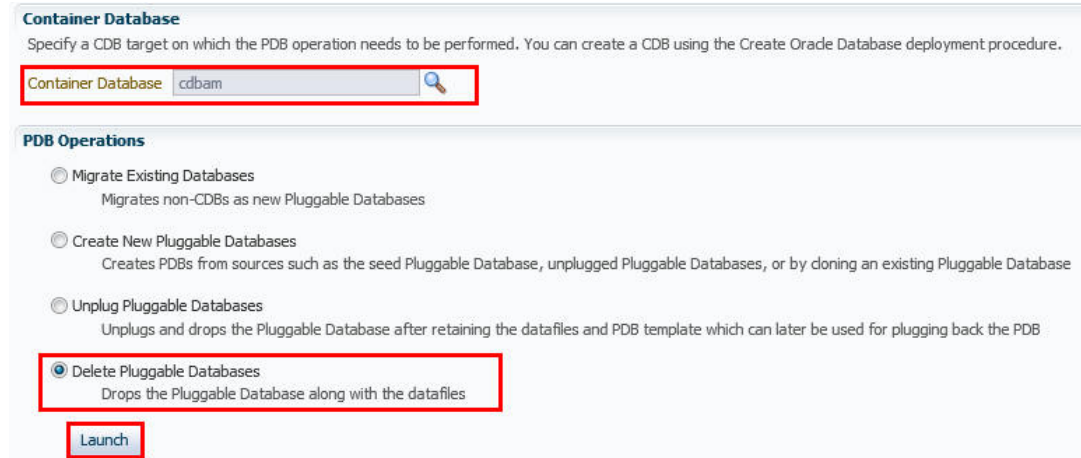 Container Database
Specify a CDB target on which the PDB operation needs to be performed. You can create a CDB using the Create Oracle Database deployment procedure.
Container Database cdbam
PDB Operations
Migrate Existing Databases
Migrates non-CDBs as new Pluggable Databases
Create New Pluggable Databases
Creates PDBs from sources such as the seed Pluggable Database, unplugged Pluggable Databases, or by cloning an existing Pluggable Database
Unplug Pluggable Databases
Unplugs and drops the Pluggable Database after retaining the datafiles and PDB template which can later be used for plugging back the PDB
Delete Pluggable Databases
Drops the Pluggable Database along with the datafiles
Launch